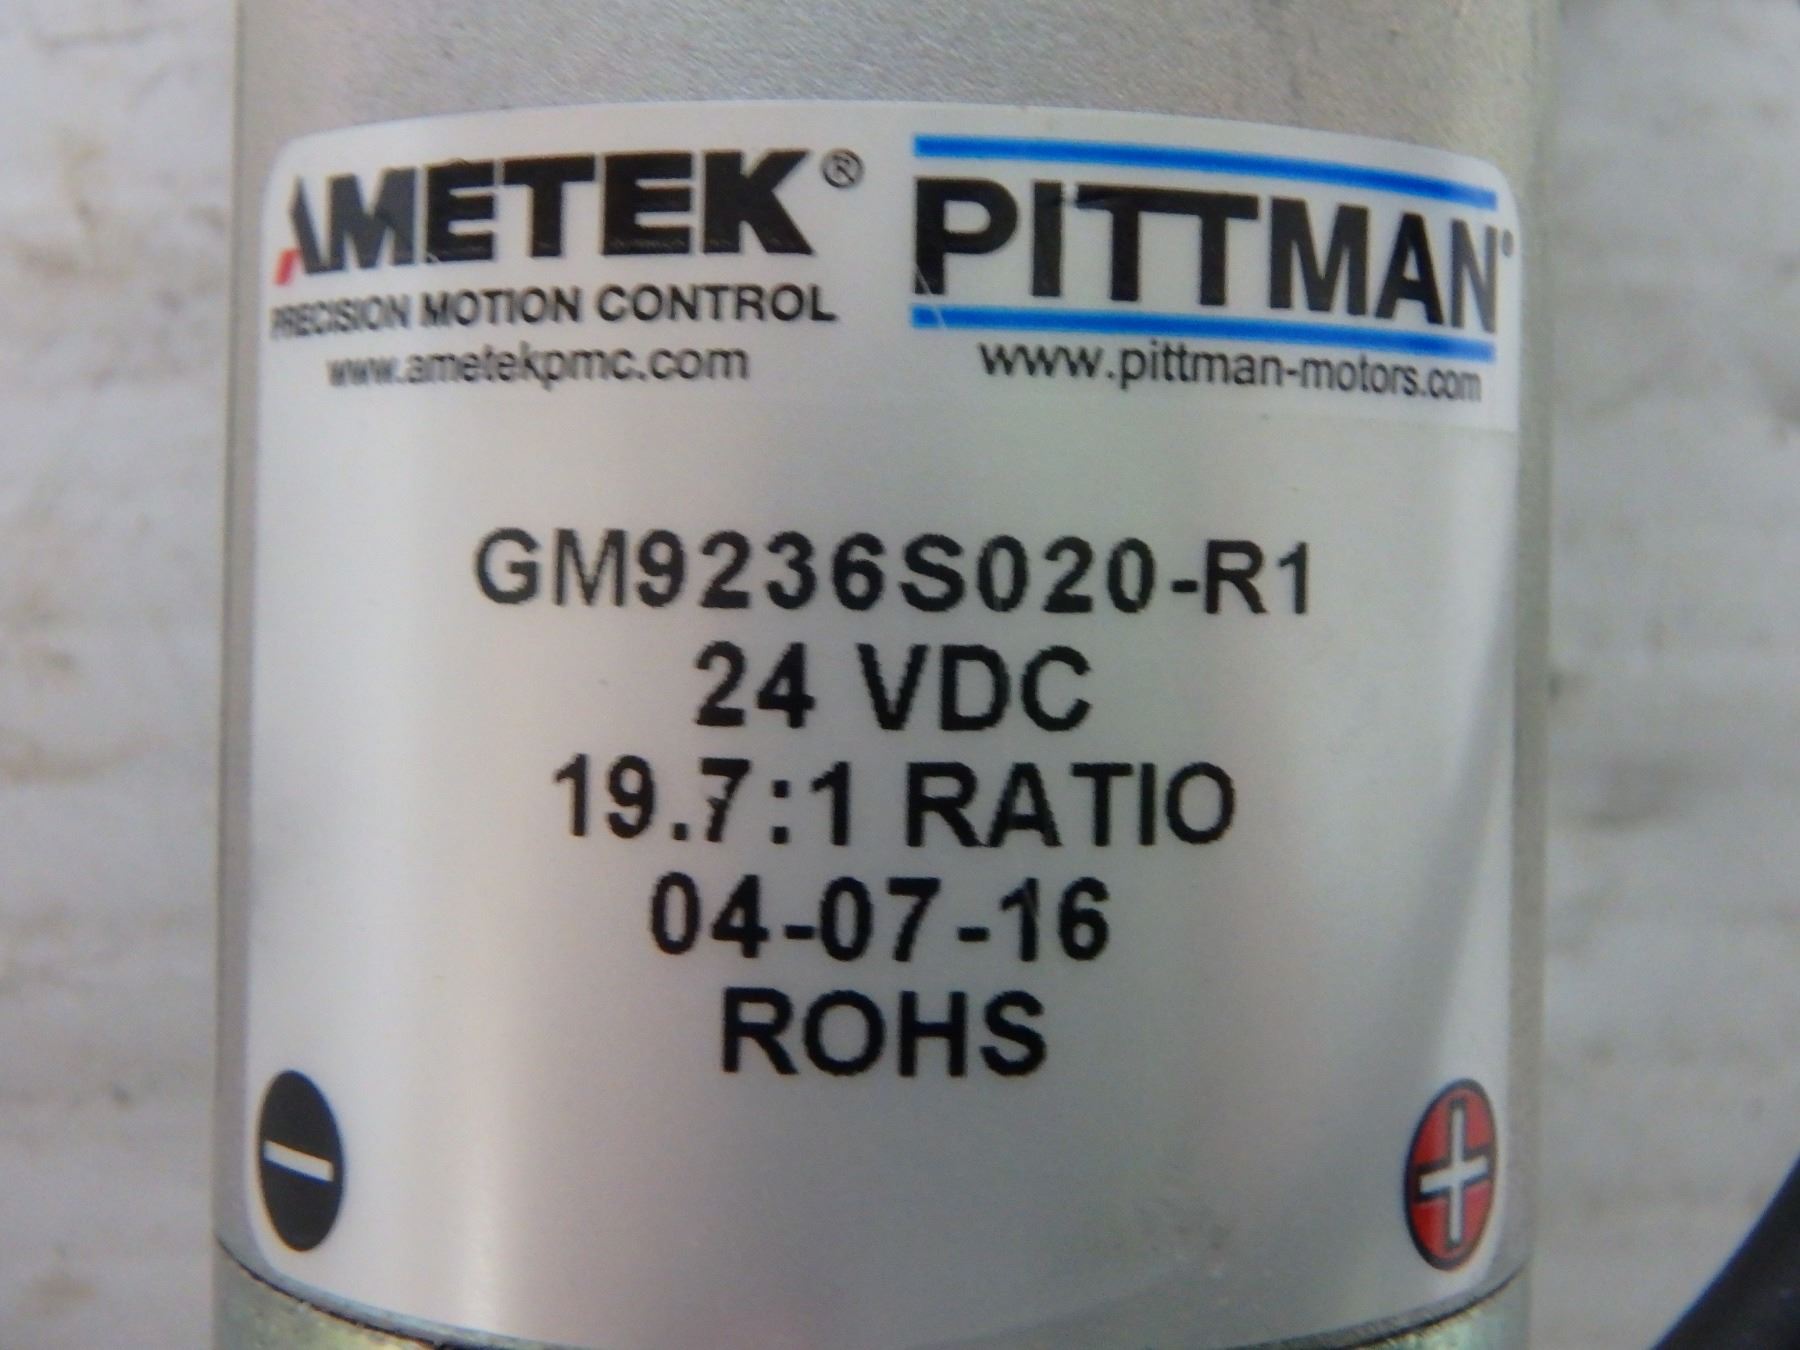 AMETEK® PITTMAN®
PRECISION MOTION CONTROL
www.ametekpmc.com www.pittman-motors.com
GM9236S020-R1
24 VDC
19.7:1 RATIO
04-07-16
ROHS